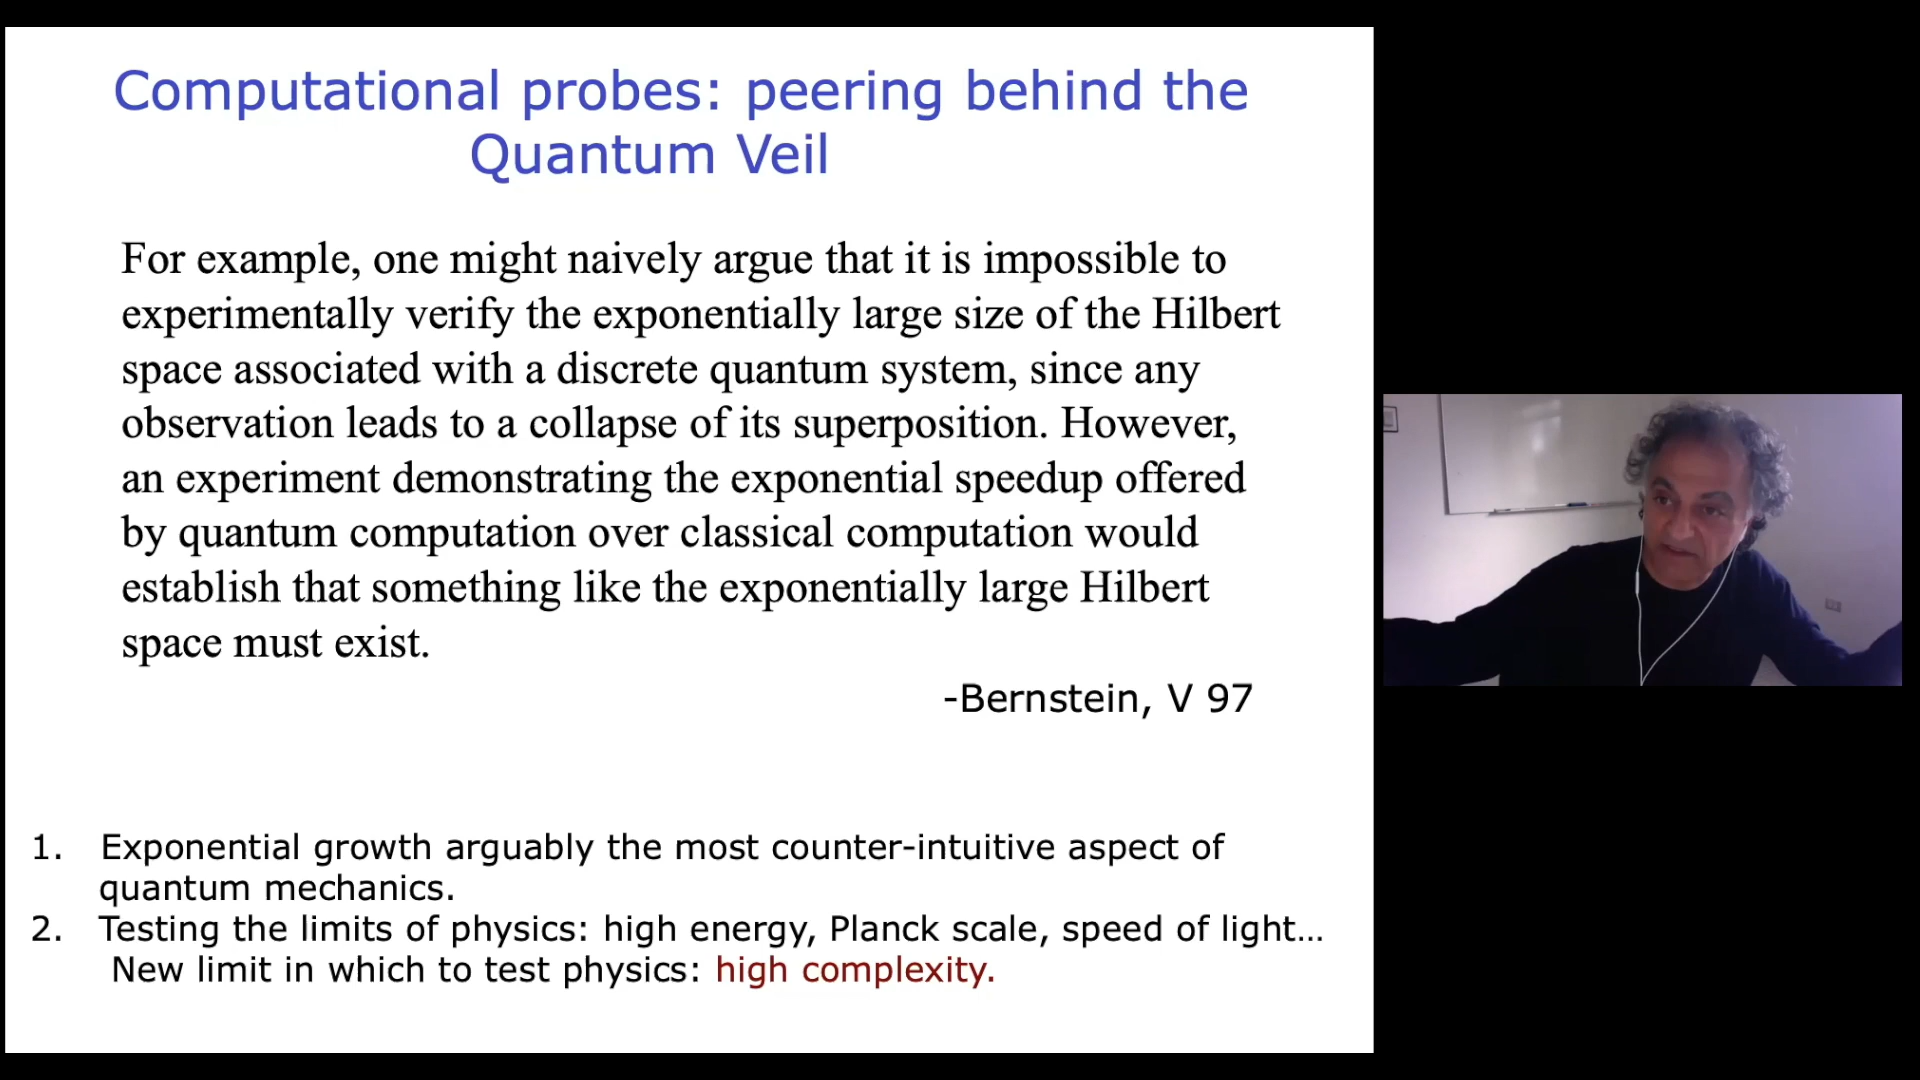 Computational probes: peering behind the
Quantum Veil
For example, one might naively argue that it is impossible to
experimentally verify the exponentially large size of the Hilbert
space associated with a discrete quantum system, since any
observation leads to a collapse of its superposition. However,
an experiment demonstrating the exponential speedup offered
by quantum computation over classical computation would
establish that something like the exponentially large Hilbert
space must exist.
-Bernstein, V 97
1. Exponential growth arguably the most counter-intuitive aspect of
quantum mechanics.
2. Testing the limits of physics: high energy, Planck scale, speed of light...
New limit in which to test physics: high complexity.